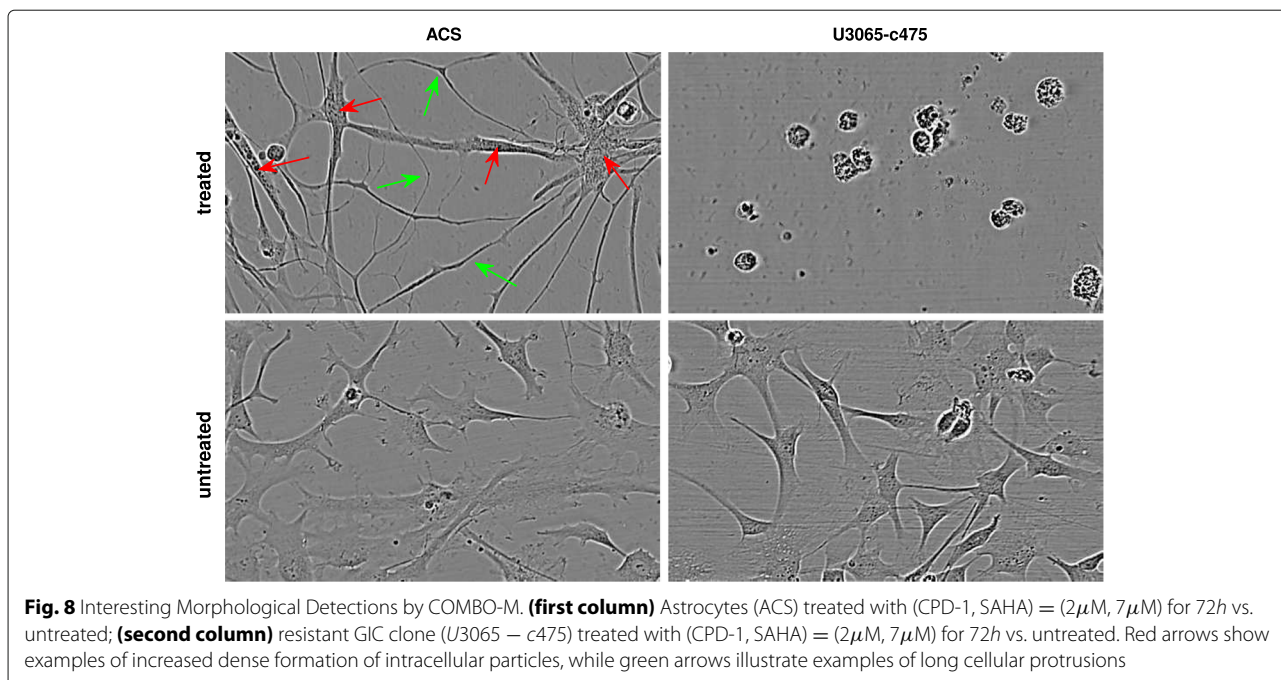 ACS
U3065-c475
treated
untreated
Fig. 8 Interesting Morphological Detections by COMBO-M. (first column) Astrocytes (ACS) treated with (CPD-1, SAHA) = (2μM, 7μM) for 72h vs.
untreated; (second column) resistant GIC clone (U3065 − c475) treated with (CPD-1, SAHA) = (2μM, 7μM) for 72h vs. untreated. Red arrows show
examples of increased dense formation of intracellular particles, while green arrows illustrate examples of long cellular protrusions